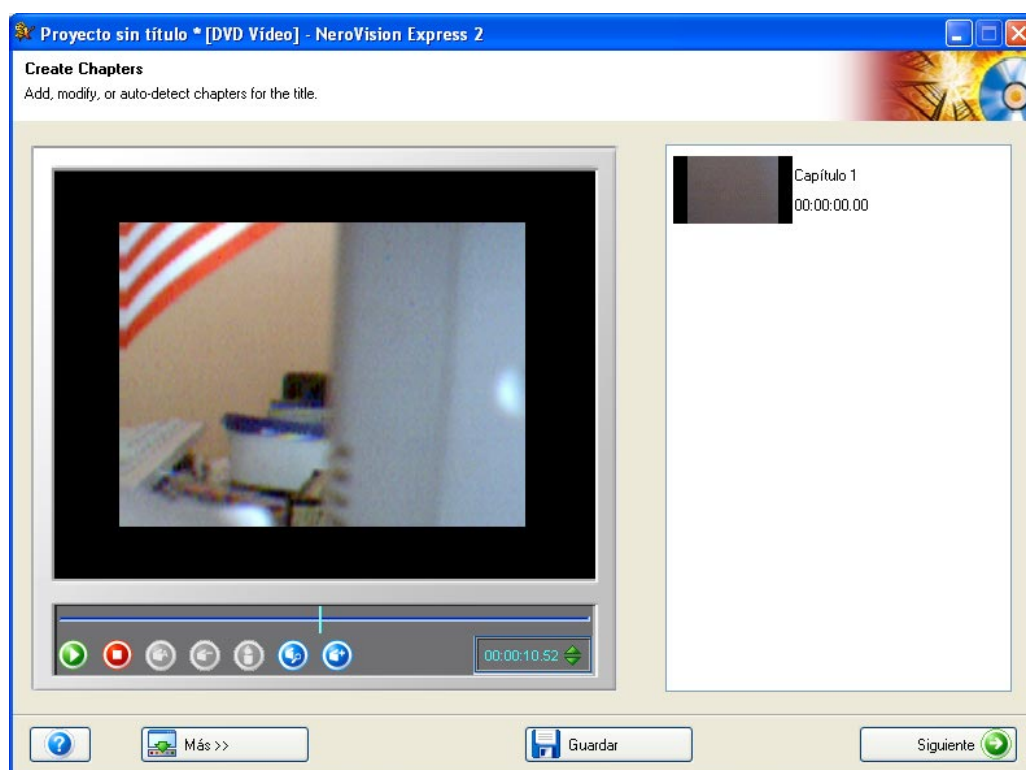 Proyecto sin título * [DVD Vídeo] - NeroVision Express 2
Create Chapters
Add, modify, or auto-detect chapters for the title.
Capítulo 1
00:00:00.00
00:00:10.52
Más >>
Guardar
Siguiente